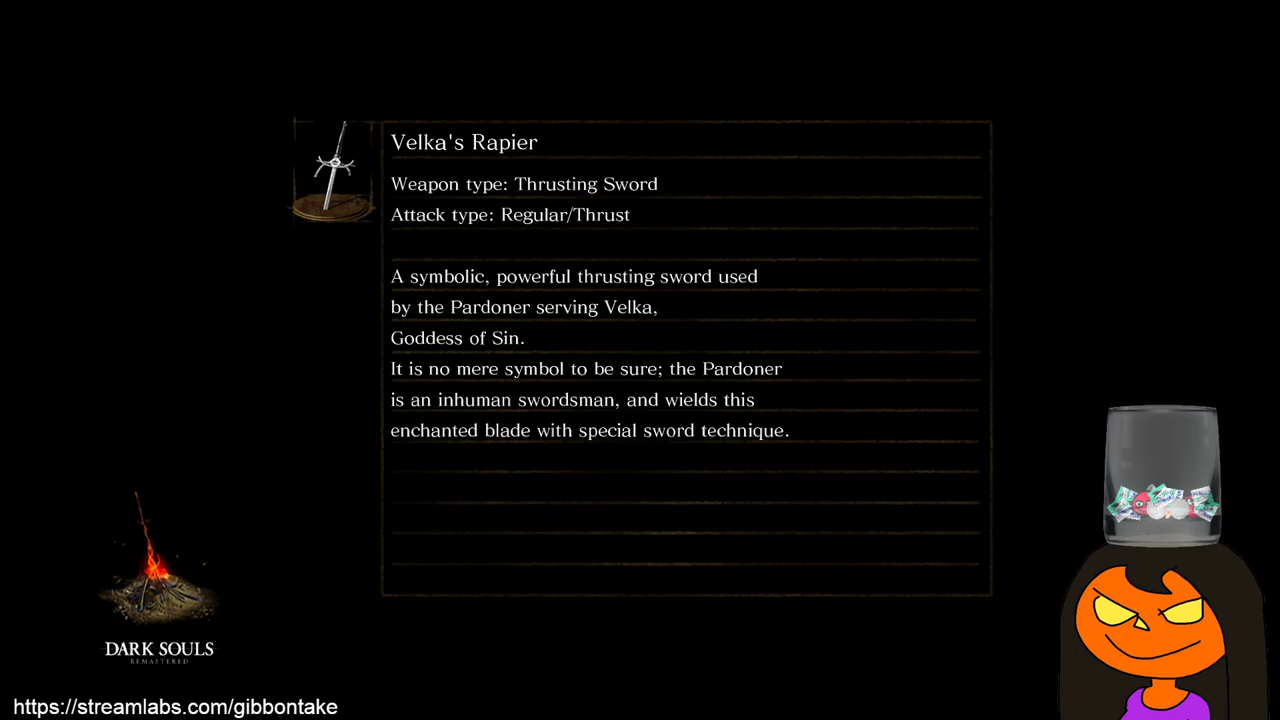 Velka's Rapier
Weapon type: Thrusting Sword
Attack type: Regular/Thrust
A symbolic, powerful thrusting sword used
by the Pardoner serving Velka,
Goddess of Sin.
It is no mere symbol to be sure; the Pardoner
is an inhuman swordsman, and wields this
enchanted blade with special sword technique.
DARK SOULS
REMASTERED
https://streamlabs.com/gibbontake